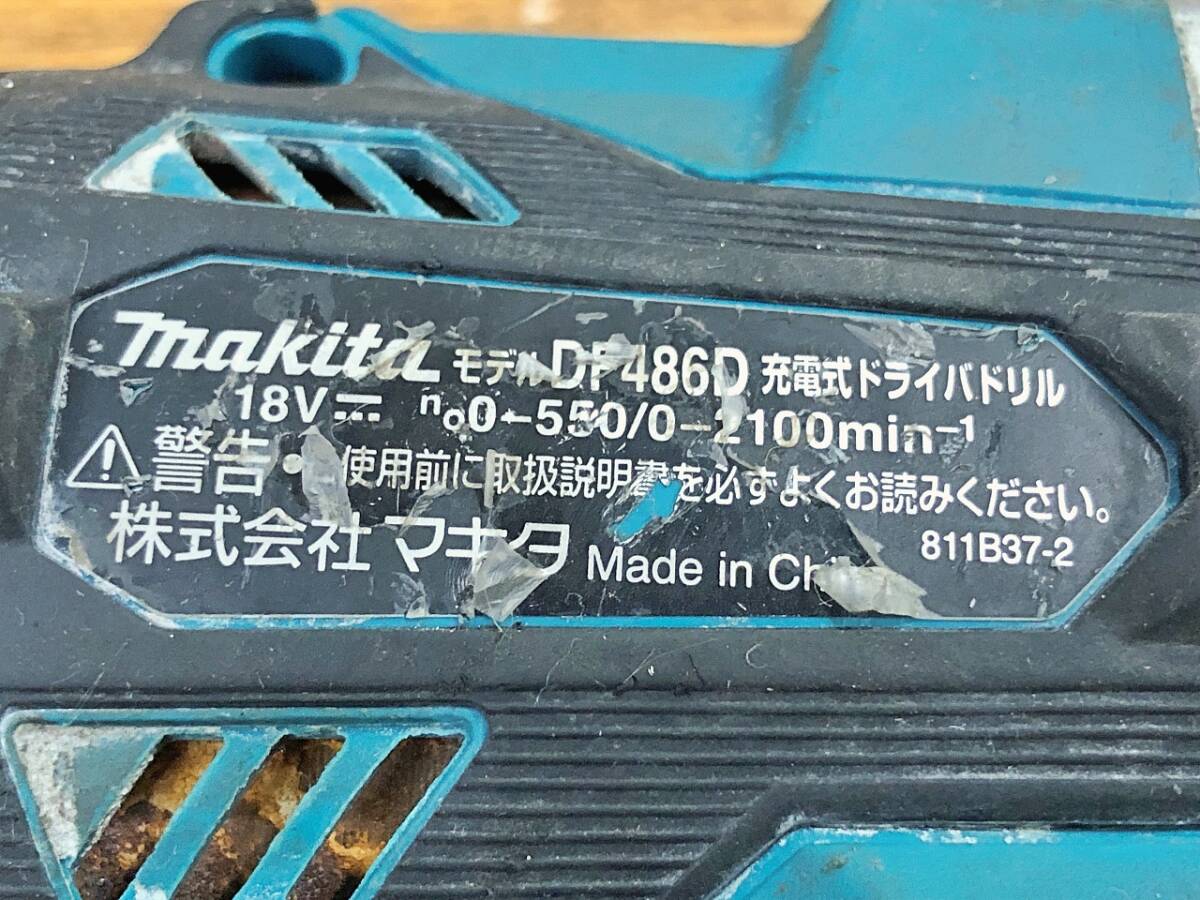 makita モデル DF486D 充電式ドライバドリル
18V⎓ n₀0-550/0-2100min⁻¹
⚠警告・使用前に取扱説明書を必ずよくお読みください。
株式会社マキタ Made in China
811B37-2